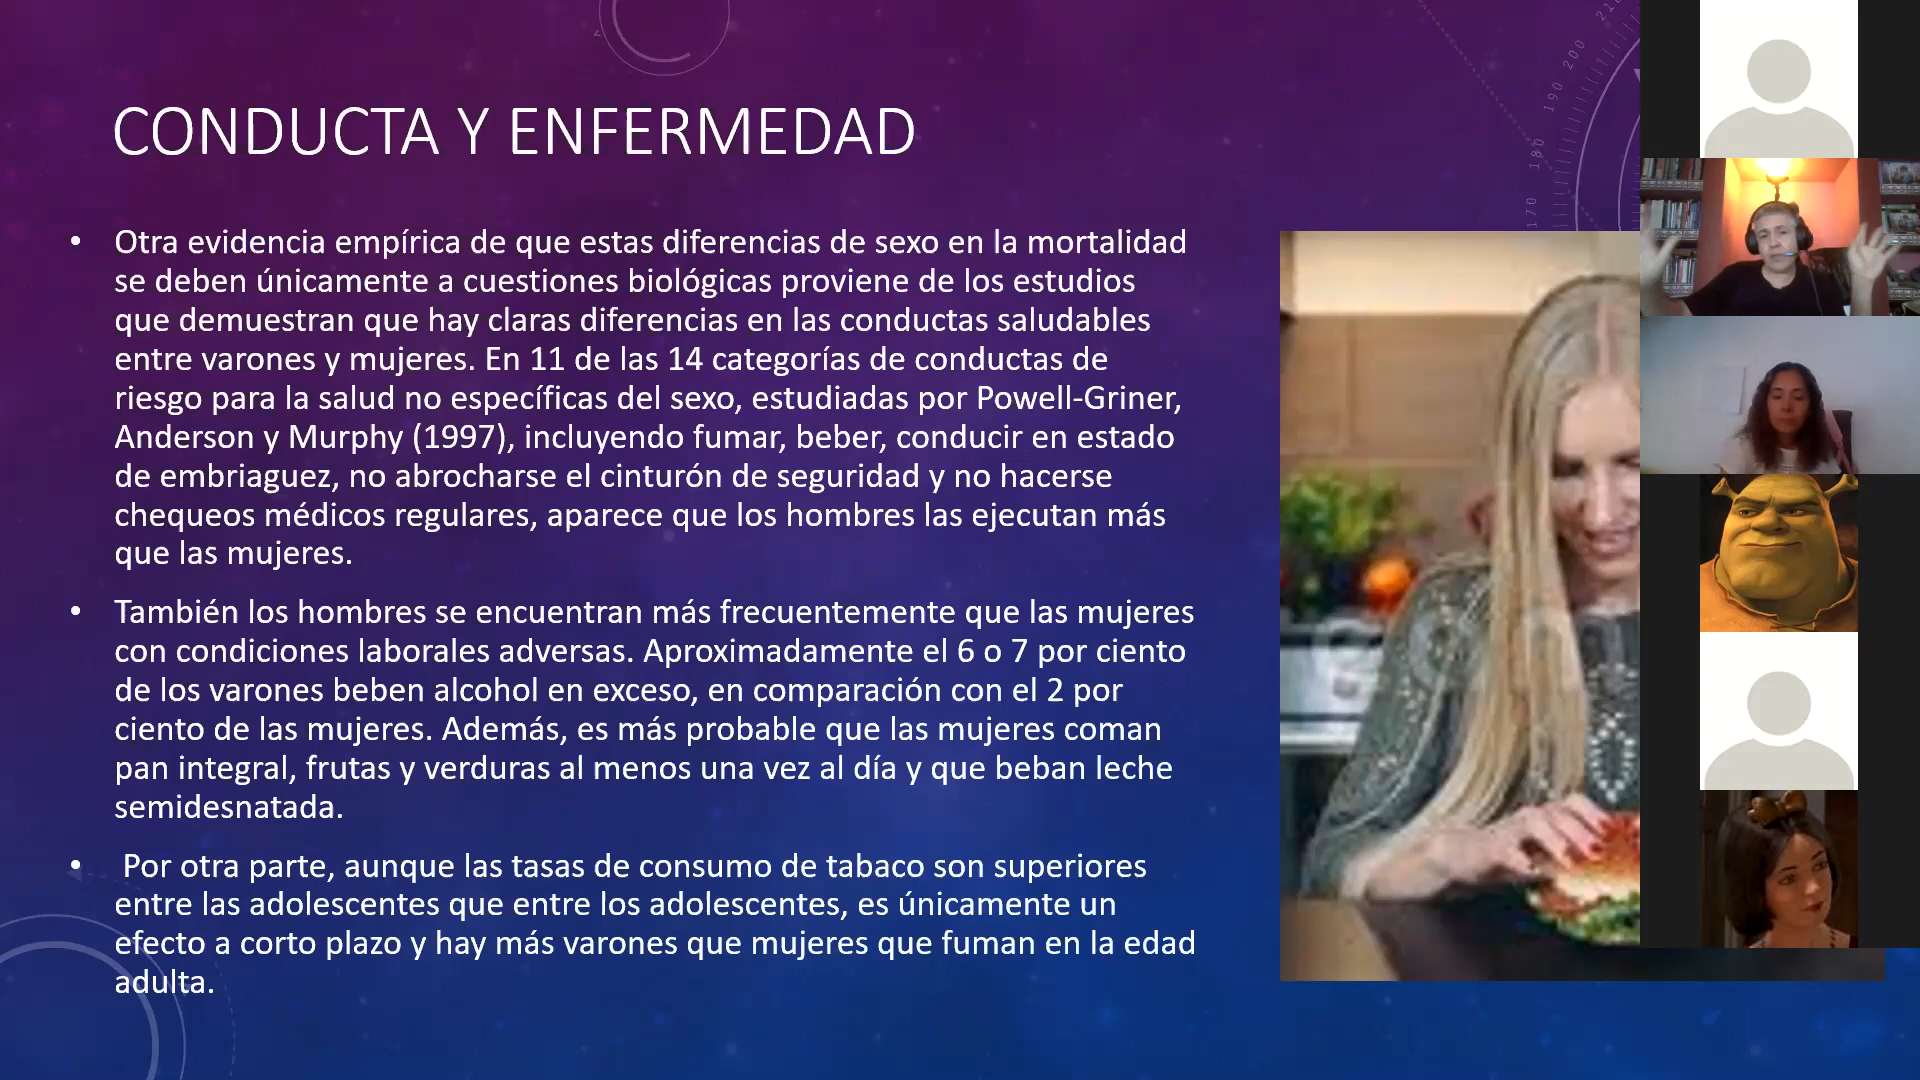 CONDUCTA Y ENFERMEDAD
• Otra evidencia empírica de que estas diferencias de sexo en la mortalidad
se deben únicamente a cuestiones biológicas proviene de los estudios
que demuestran que hay claras diferencias en las conductas saludables
entre varones y mujeres. En 11 de las 14 categorías de conductas de
riesgo para la salud no específicas del sexo, estudiadas por Powell-Griner,
Anderson y Murphy (1997), incluyendo fumar, beber, conducir en estado
de embriaguez, no abrocharse el cinturón de seguridad y no hacerse
chequeos médicos regulares, aparece que los hombres las ejecutan más
que las mujeres.
• También los hombres se encuentran más frecuentemente que las mujeres
con condiciones laborales adversas. Aproximadamente el 6 o 7 por ciento
de los varones beben alcohol en exceso, en comparación con el 2 por
ciento de las mujeres. Además, es más probable que las mujeres coman
pan integral, frutas y verduras al menos una vez al día y que beban leche
semidesnatada.
• Por otra parte, aunque las tasas de consumo de tabaco son superiores
entre las adolescentes que entre los adolescentes, es únicamente un
efecto a corto plazo y hay más varones que mujeres que fuman en la edad
adulta.
200
190
180
170